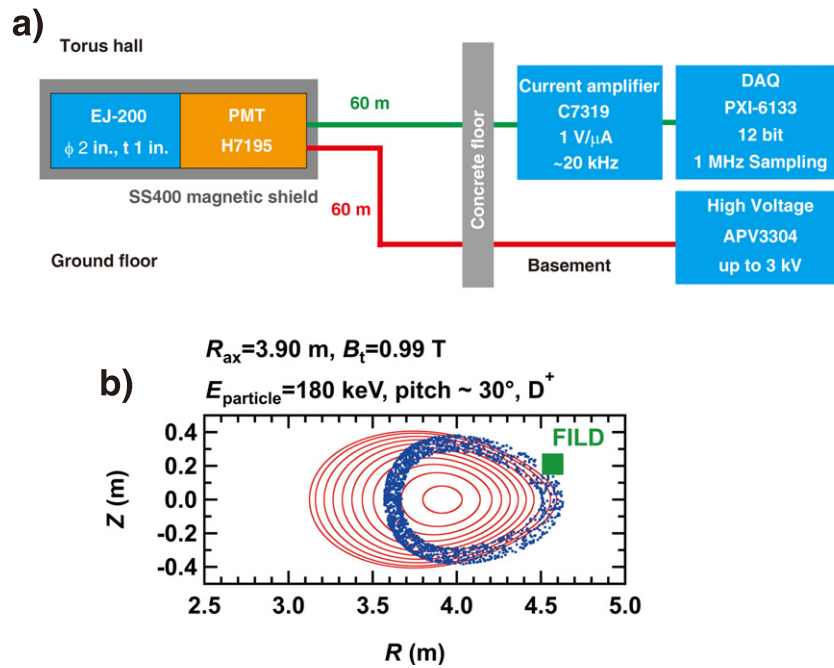 a)
Torus hall
EJ-200
ϕ 2 in., t 1 in.
PMT
H7195
SS400 magnetic shield
60 m
60 m
Ground floor
Concrete floor
Basement
Current amplifier
C7319
1 V/μA
~20 kHz
DAQ
PXI-6133
12 bit
1 MHz Sampling
High Voltage
APV3304
up to 3 kV
b)
R_ax=3.90 m, B_t=0.99 T
E_particle=180 keV, pitch ~ 30°, D⁺
FILD
Z (m)
0.4
0.2
0.0
-0.2
-0.4
2.5 3.0 3.5 4.0 4.5 5.0
R (m)